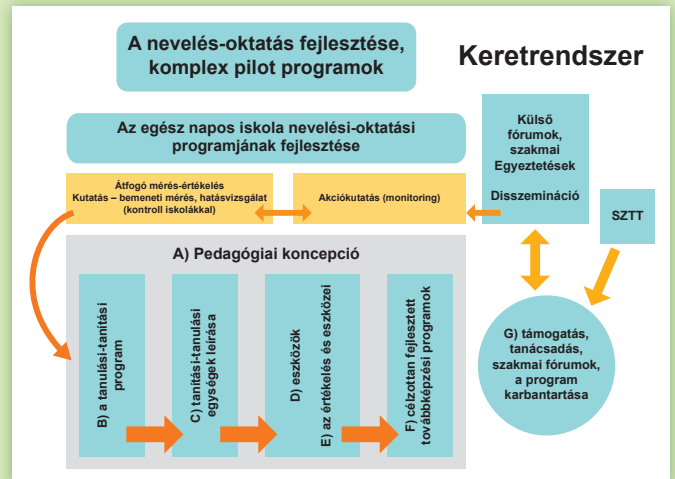 A nevelés-oktatás fejlesztése,
komplex pilot programok
Keretrendszer
Az egész napos iskola nevelési-oktatási
programjának fejlesztése
Külső
fórumok,
szakmai
Egyeztetések
Disszemináció
SZTT
Átfogó mérés-értékelés
Kutatás – bemeneti mérés, hatásvizsgálat
(kontroll iskolákkal)
Akciókutatás (monitoring)
A) Pedagógiai koncepció
B) a tanulási-tanítási
program
C) tanítási-tanulási
egységek leírása
D) eszközök
E) az értékelés és eszközei
F) célzottan fejlesztett
továbbképzési programok
G) támogatás,
tanácsadás,
szakmai fórumok,
a program
karbantartása